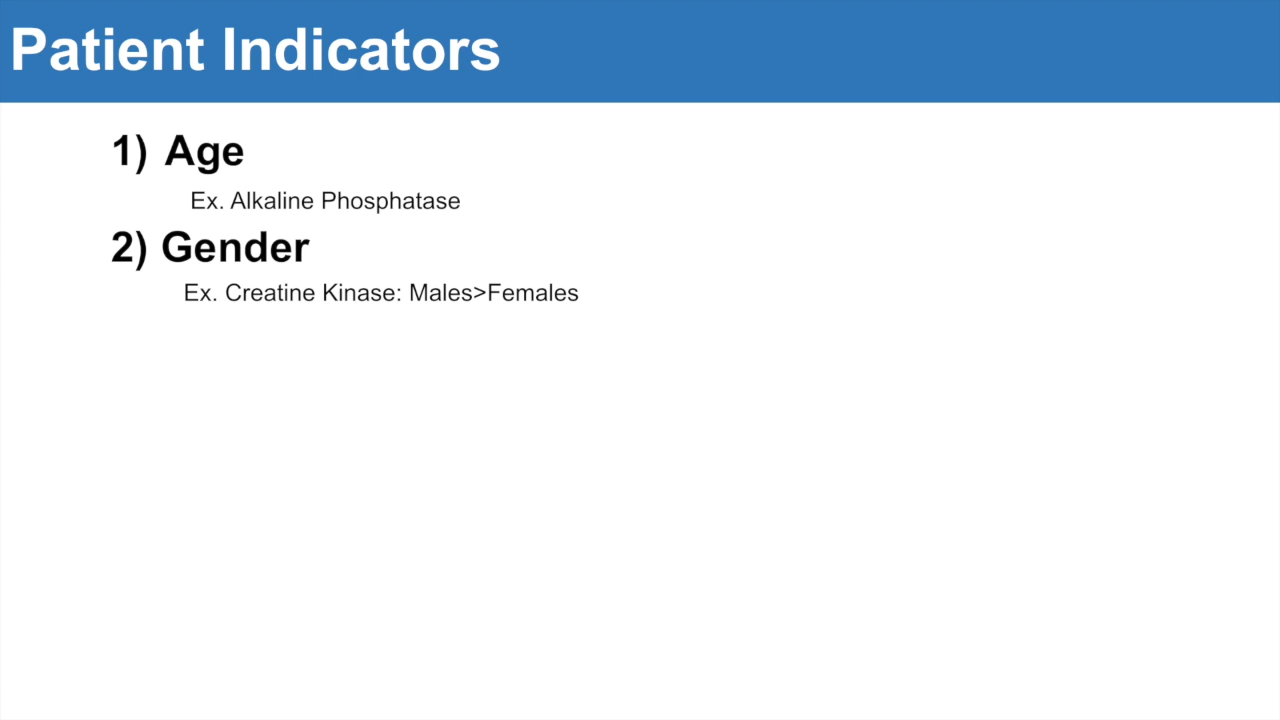 Patient Indicators
1) Age
Ex. Alkaline Phosphatase
2) Gender
Ex. Creatine Kinase: Males>Females